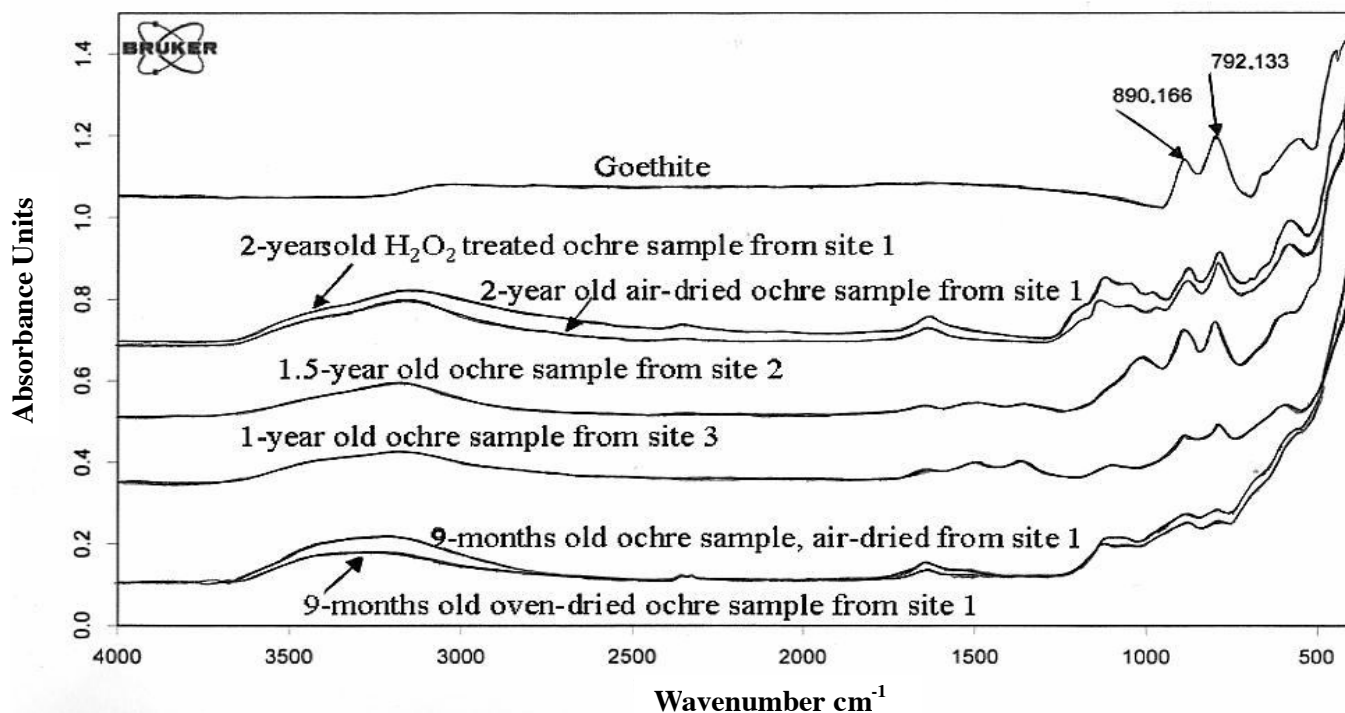 BRUKER
Absorbance Units
1.4
1.2
1.0
0.8
0.6
0.4
0.2
0.0
890.166
792.133
Goethite
2-yearsold H₂O₂ treated ochre sample from site 1
2-year old air-dried ochre sample from site 1
1.5-year old ochre sample from site 2
1-year old ochre sample from site 3
9-months old ochre sample, air-dried from site 1
9-months old oven-dried ochre sample from site 1
4000 3500 3000 2500 2000 1500 1000 500
Wavenumber cm⁻¹